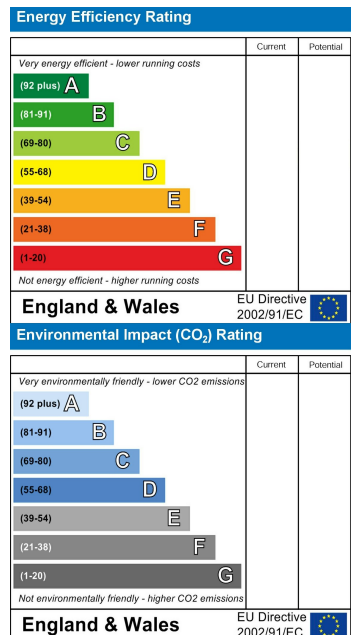 Energy Efficiency Rating
Current Potential
Very energy efficient - lower running costs
(92 plus) A
(81-91) B
(69-80) C
(55-68) D
(39-54) E
(21-38) F
(1-20) G
Not energy efficient - higher running costs
England & Wales
EU Directive
2002/91/EC
Environmental Impact (CO₂) Rating
Current Potential
Very environmentally friendly - lower CO2 emissions
(92 plus) A
(81-91) B
(69-80) C
(55-68) D
(39-54) E
(21-38) F
(1-20) G
Not environmentally friendly - higher CO2 emissions
England & Wales
EU Directive
2002/91/EC